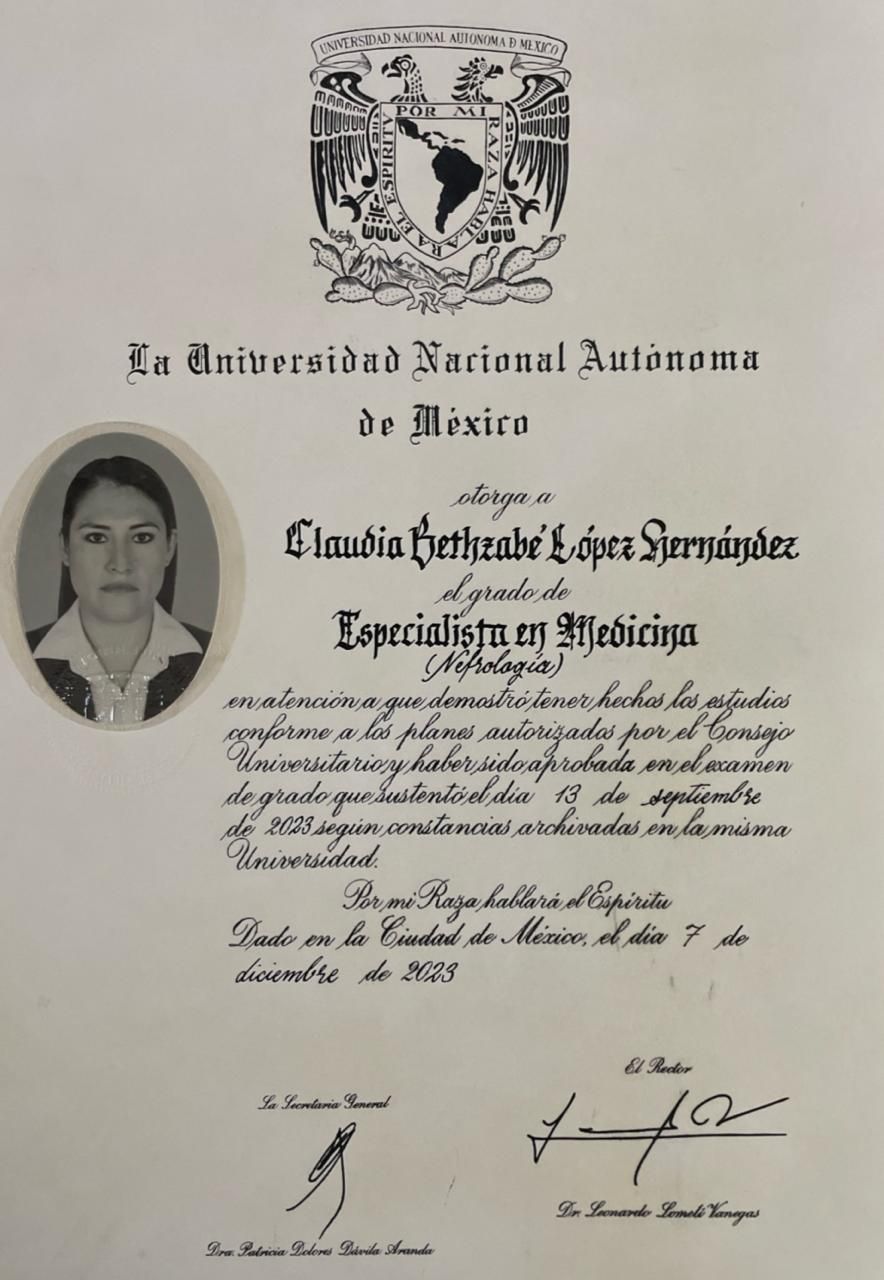 UNIVERSIDAD NACIONAL AUTONOMA D MEXICO
POR MI RAZA HABLARA EL ESPIRITU
La Universidad Nacional Autónoma
de México
otorga a
Claudia Bethzabé López Hernández
el grado de
Especialista en Medicina
(Nefrología)
en atención a que demostró tener hechos los estudios
conforme a los planes autorizados por el Consejo
Universitario y haber sido aprobada en el examen
de grado que sustentó el día 13 de septiembre
de 2023 según constancias archivadas en la misma
Universidad.
Por mi Raza hablará el Espíritu
Dado en la Ciudad de México, el día 7 de
diciembre de 2023
El Rector
La Secretaria General
Dr. Leonardo Lomelí Vanegas
Dra. Patricia Dolores Dávila Aranda